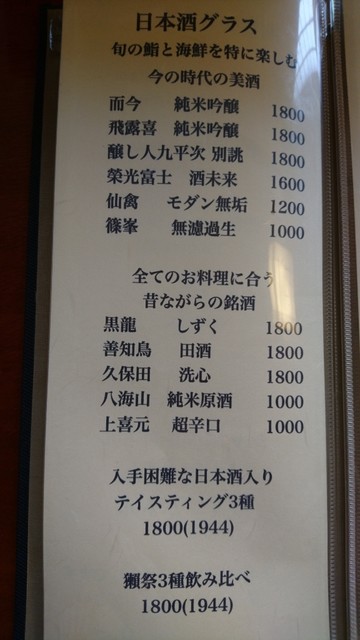 日本酒グラス
旬の鮨と海鮮を特に楽しむ
今の時代の美酒
而今 純米吟醸 1800
飛露喜 純米吟醸 1800
醸し人九平次 別誂 1800
榮光富士 酒未来 1600
仙禽 モダン無垢 1200
篠峯 無濾過生 1000
全てのお料理に合う
昔ながらの銘酒
黒龍 しずく 1800
善知鳥 田酒 1800
久保田 洗心 1800
八海山 純米原酒 1000
上喜元 超辛口 1000
入手困難な日本酒入り
テイスティング3種
1800(1944)
獺祭3種飲み比べ
1800(1944)